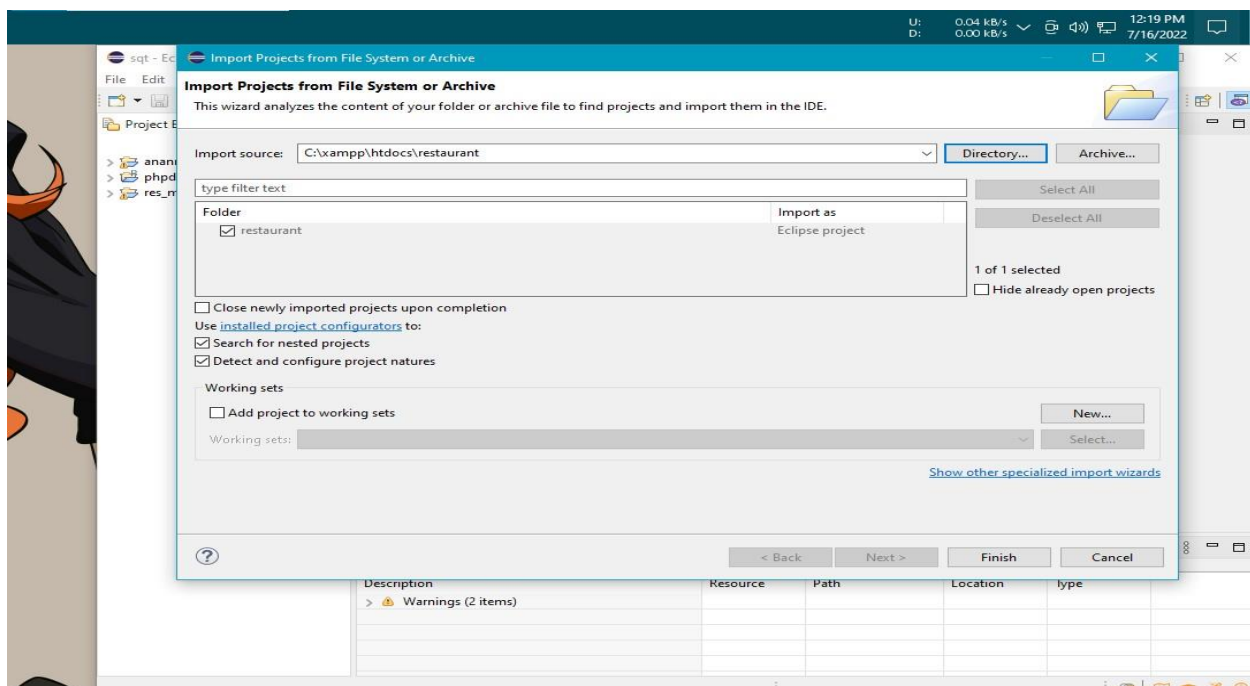 U: 0.04 kB/s 12:19 PM
D: 0.00 kB/s 7/16/2022
sqt - Ec
Import Projects from File System or Archive
File Edit
Import Projects from File System or Archive
This wizard analyzes the content of your folder or archive file to find projects and import them in the IDE.
Project E
Import source: C:\xampp\htdocs\restaurant Directory... Archive...
anan
phpd
res_m
type filter text Select All
Folder Import as Deselect All
restaurant Eclipse project
1 of 1 selected
Hide already open projects
Close newly imported projects upon completion
Use installed project configurators to:
Search for nested projects
Detect and configure project natures
Working sets
Add project to working sets New...
Working sets: Select...
Show other specialized import wizards
< Back Next > Finish Cancel
Description Resource Path Location Type
Warnings (2 items)